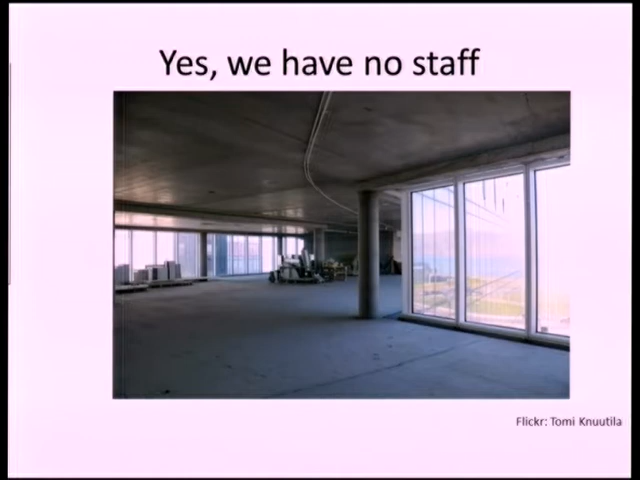 Yes, we have no staff
Flickr: Tomi Knuutila